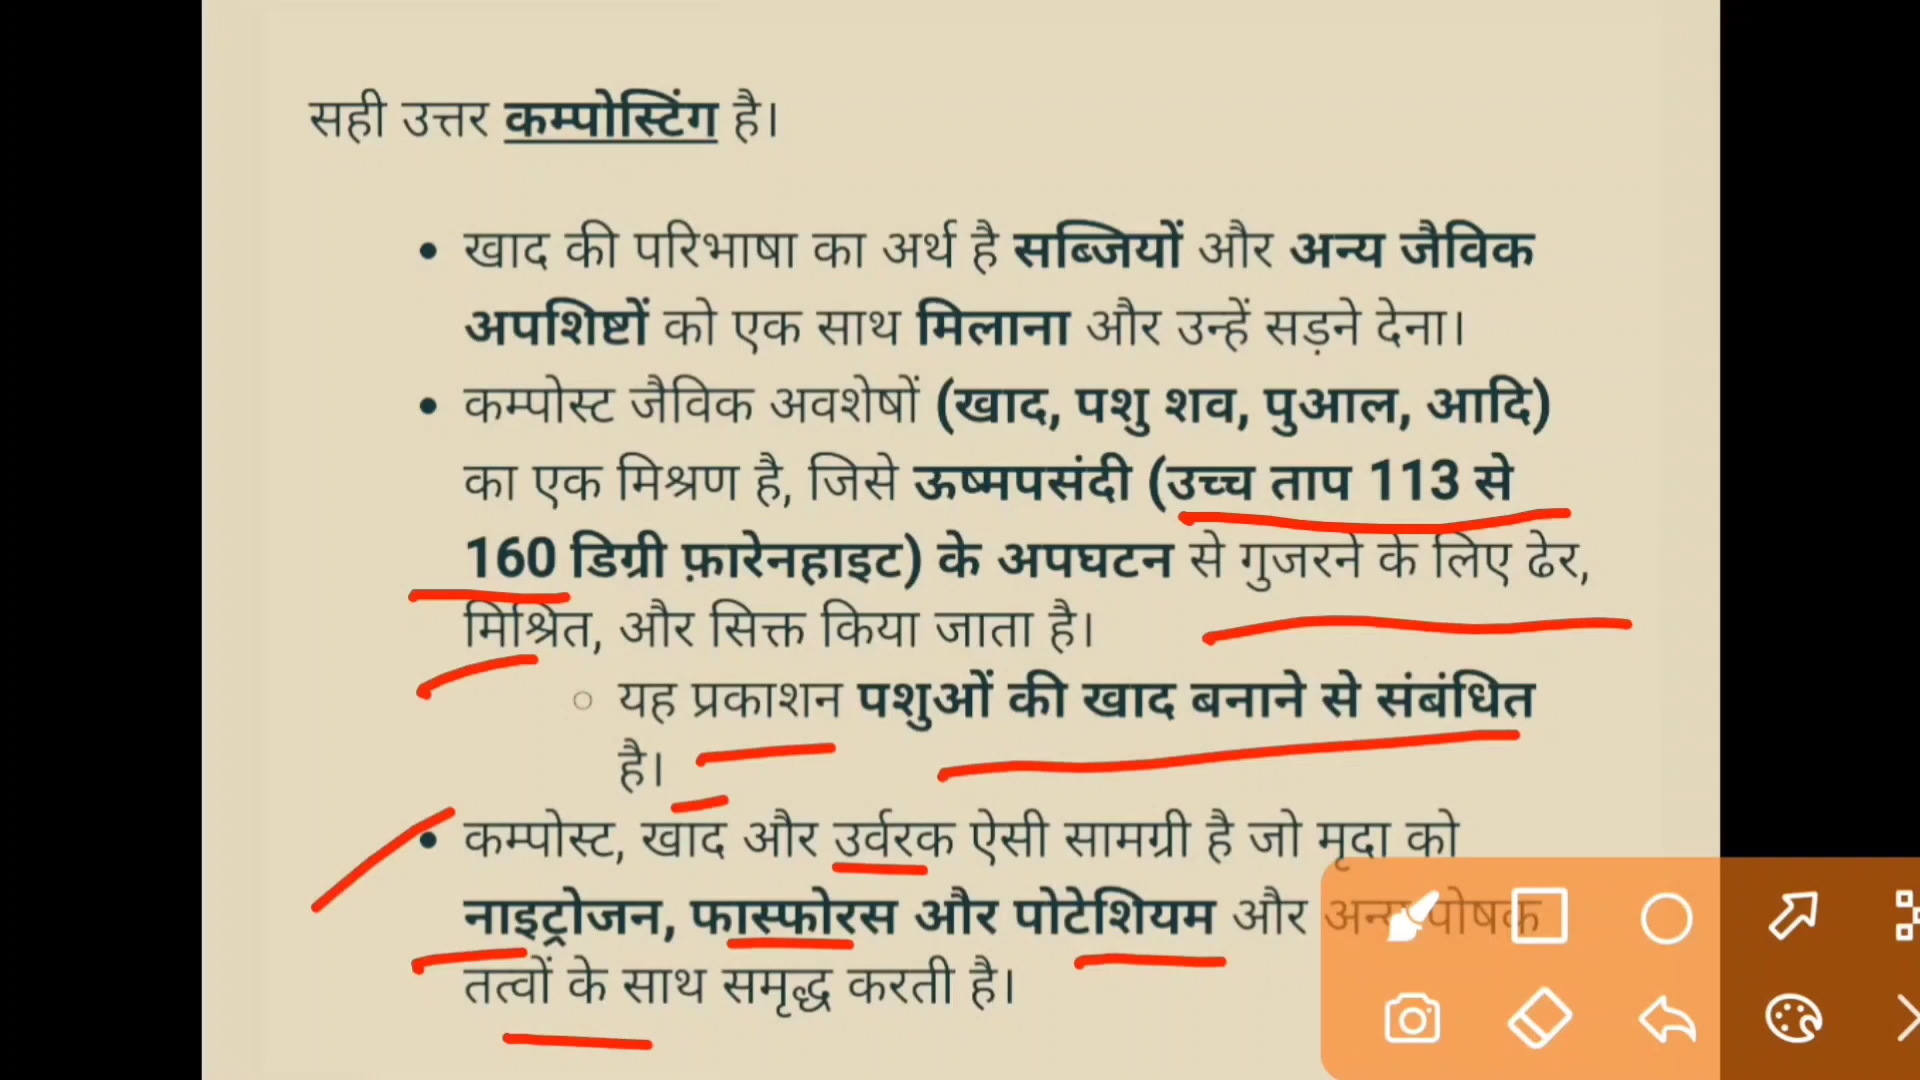 सही उत्तर कम्पोस्टिंग है।
खाद की परिभाषा का अर्थ है सब्जियों और अन्य जैविक
अपशिष्टों को एक साथ मिलाना और उन्हें सड़ने देना।
कम्पोस्ट जैविक अवशेषों (खाद, पशु शव, पुआल, आदि)
का एक मिश्रण है, जिसे ऊष्मपसंदी (उच्च ताप 113 से
160 डिग्री फ़ारेनहाइट) के अपघटन से गुजरने के लिए ढेर,
मिश्रित, और सिक्त किया जाता है।
यह प्रकाशन पशुओं की खाद बनाने से संबंधित
है।
कम्पोस्ट, खाद और उर्वरक ऐसी सामग्री है जो मृदा को
नाइट्रोजन, फास्फोरस और पोटेशियम और अन्य पोषक
तत्वों के साथ समृद्ध करती है।